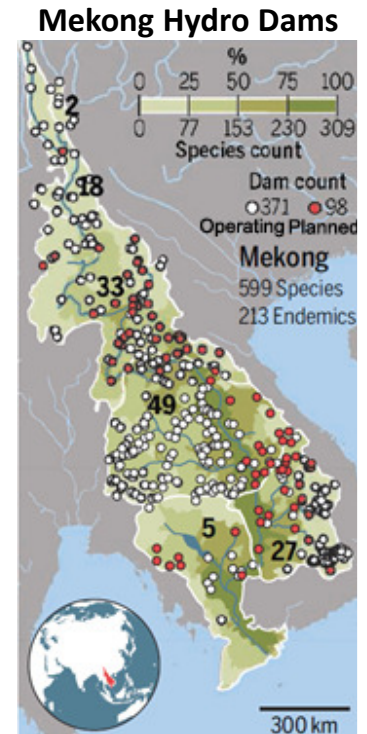 Mekong Hydro Dams
%
0 25 50 75 100
0 77 153 230 309
Species count
Dam count
371 98
Operating Planned
Mekong
599 Species
213 Endemics
2
18
33
49
5
27
300 km